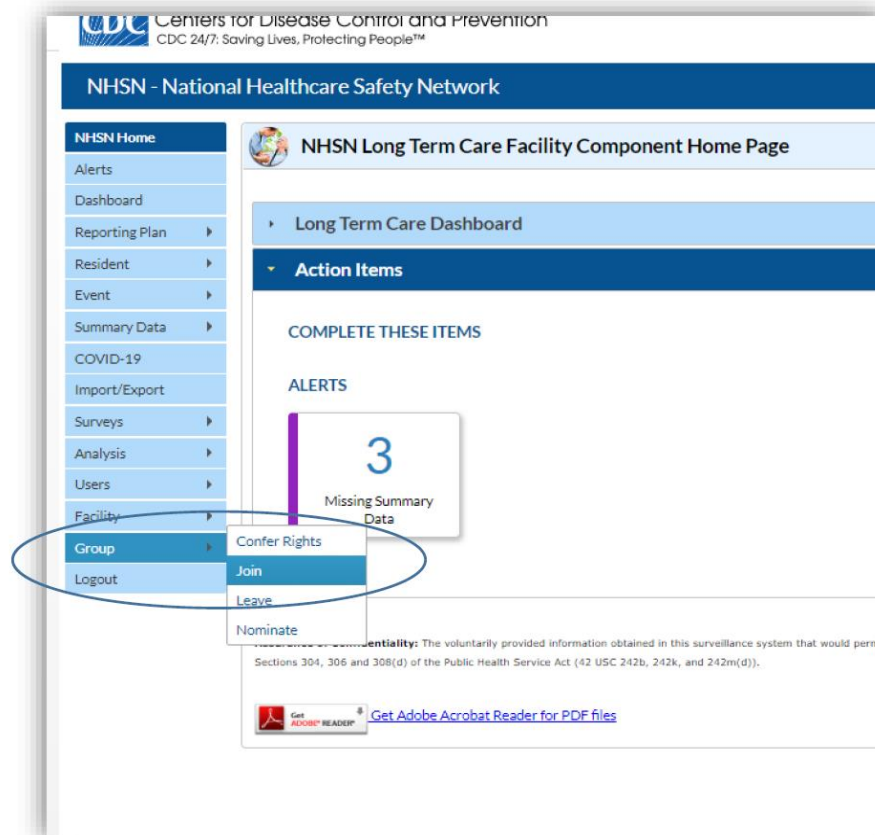 CDC
Centers for Disease Control and Prevention
CDC 24/7: Saving Lives, Protecting People™
NHSN - National Healthcare Safety Network
NHSN Home
Alerts
Dashboard
Reporting Plan
Resident
Event
Summary Data
COVID-19
Import/Export
Surveys
Analysis
Users
Facility
Group
Logout
Confer Rights
Join
Leave
Nominate
NHSN Long Term Care Facility Component Home Page
Long Term Care Dashboard
Action Items
COMPLETE THESE ITEMS
ALERTS
3
Missing Summary
Data
The voluntarily provided information obtained in this surveillance system that would
Sections 304, 306 and 308(d) of the Public Health Service Act (42 USC 242b, 242k, and 242m(d)).
Get
ADOBE® READER®
Get Adobe Acrobat Reader for PDF files